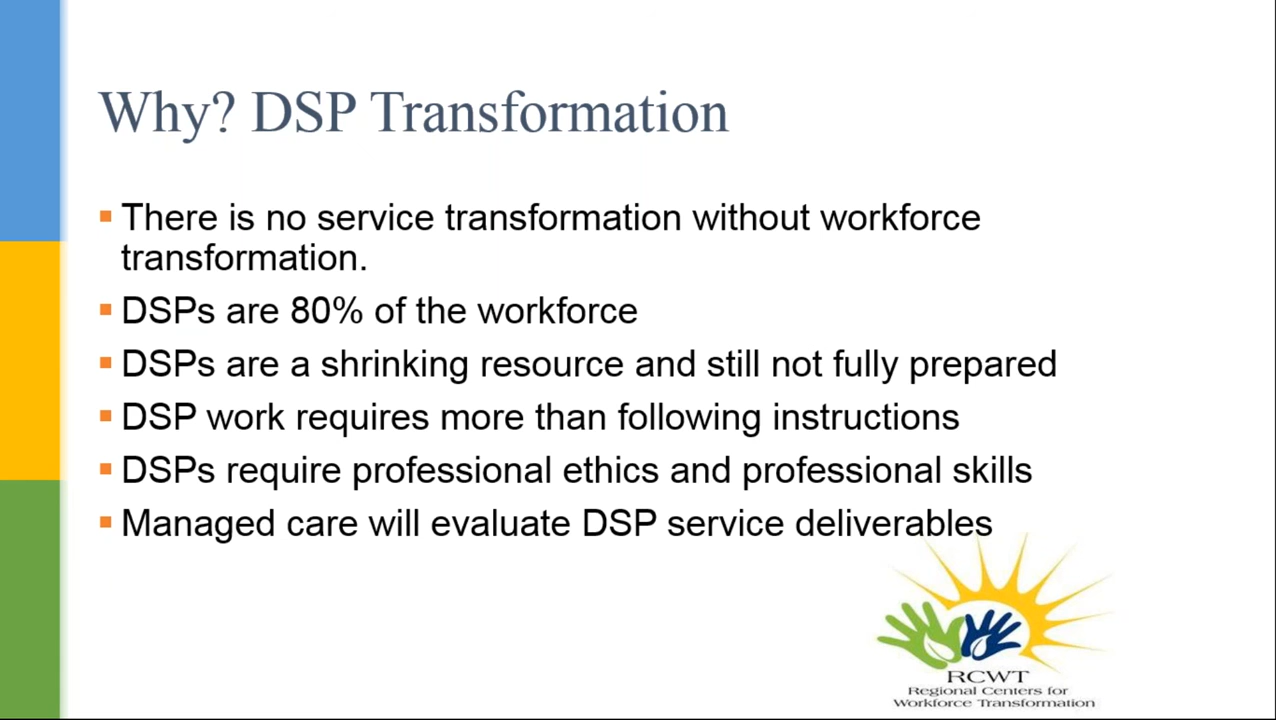 Why? DSP Transformation
There is no service transformation without workforce
transformation.
DSPs are 80% of the workforce
DSPs are a shrinking resource and still not fully prepared
DSP work requires more than following instructions
DSPs require professional ethics and professional skills
Managed care will evaluate DSP service deliverables
RCWT
Regional Centers for
Workforce Transformation